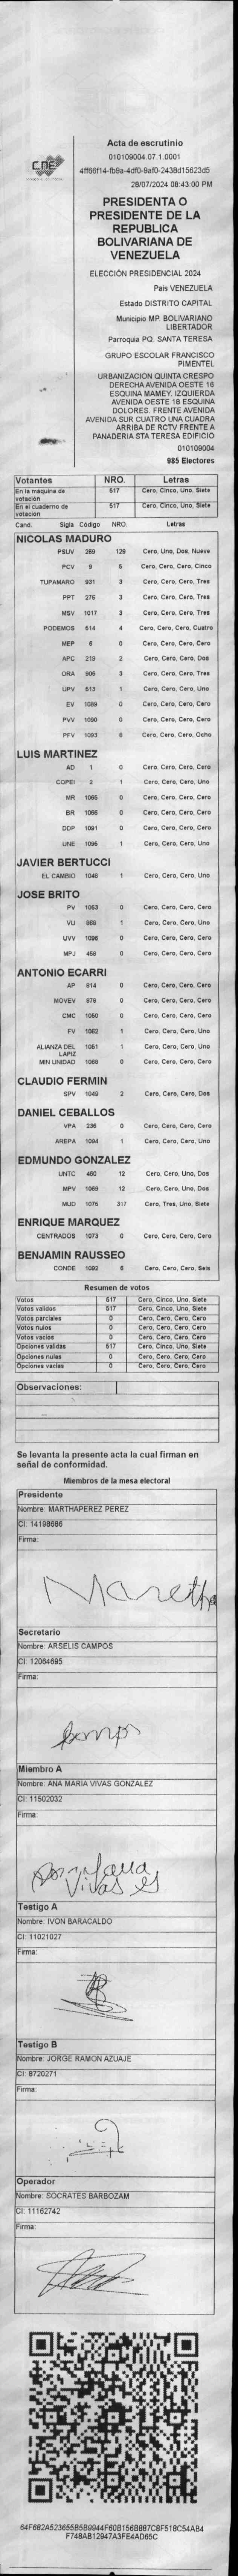 CNE
Acta de escrutinio
010109004.07.1.0001
4ff66f14-fb9a-4df0-9af0-2438d15623d5
28/07/2024 08:43:00 PM
PRESIDENTA O
PRESIDENTE DE LA
REPUBLICA
BOLIVARIANA DE
VENEZUELA
ELECCIÓN PRESIDENCIAL 2024
País VENEZUELA
Estado DISTRITO CAPITAL
Municipio MP. BOLIVARIANO
LIBERTADOR
Parroquia PQ. SANTA TERESA
GRUPO ESCOLAR FRANCISCO
PIMENTEL
URBANIZACION QUINTA CRESPO
DERECHA AVENIDA OESTE 16
ESQUINA MAMEY. IZQUIERDA
AVENIDA OESTE 18 ESQUINA
DOLORES. FRENTE AVENIDA
AVENIDA SUR CUATRO UNA CUADRA
ARRIBA DE RCTV FRENTE A
PANADERIA STA TERESA EDIFICIO
010109004
985 Electores
Votantes NRO. Letras
En la máquina de votación 517 Cero, Cinco, Uno, Siete
En el cuaderno de votación 517 Cero, Cinco, Uno, Siete
Cand. Sigla Código NRO. Letras
NICOLAS MADURO
PSUV 269 129 Cero, Uno, Dos, Nueve
PCV 9 5 Cero, Cero, Cero, Cinco
TUPAMARO 931 3 Cero, Cero, Cero, Tres
PPT 276 3 Cero, Cero, Cero, Tres
MSV 1017 3 Cero, Cero, Cero, Tres
PODEMOS 514 4 Cero, Cero, Cero, Cuatro
MEP 6 0 Cero, Cero, Cero, Cero
APC 219 2 Cero, Cero, Cero, Dos
ORA 906 3 Cero, Cero, Cero, Tres
UPV 513 1 Cero, Cero, Cero, Uno
EV 1089 0 Cero, Cero, Cero, Cero
PVV 1090 0 Cero, Cero, Cero, Cero
PFV 1093 8 Cero, Cero, Cero, Ocho
LUIS MARTINEZ
AD 1 0 Cero, Cero, Cero, Cero
COPEI 2 1 Cero, Cero, Cero, Uno
MR 1065 0 Cero, Cero, Cero, Cero
BR 1066 0 Cero, Cero, Cero, Cero
DDP 1091 0 Cero, Cero, Cero, Cero
UNE 1095 1 Cero, Cero, Cero, Uno
JAVIER BERTUCCI
EL CAMBIO 1046 1 Cero, Cero, Cero, Uno
JOSE BRITO
PV 1053 0 Cero, Cero, Cero, Cero
VU 988 1 Cero, Cero, Cero, Uno
UVV 1096 0 Cero, Cero, Cero, Cero
MPJ 458 0 Cero, Cero, Cero, Cero
ANTONIO ECARRI
AP 914 0 Cero, Cero, Cero, Cero
MOVEV 979 0 Cero, Cero, Cero, Cero
CMC 1050 0 Cero, Cero, Cero, Cero
FV 1062 1 Cero, Cero, Cero, Uno
ALIANZA DEL LAPIZ 1051 1 Cero, Cero, Cero, Uno
MIN UNIDAD 1069 0 Cero, Cero, Cero, Cero
CLAUDIO FERMIN
SPV 1049 2 Cero, Cero, Cero, Dos
DANIEL CEBALLOS
VPA 236 0 Cero, Cero, Cero, Cero
AREPA 1094 1 Cero, Cero, Cero, Uno
EDMUNDO GONZALEZ
UNTC 460 12 Cero, Cero, Uno, Dos
MPV 12 Cero, Cero, Uno, Dos
MUD 1076 317 Cero, Tres, Uno, Siete
ENRIQUE MARQUEZ
CENTRADOS 1073 0 Cero, Cero, Cero, Cero
BENJAMIN RAUSSEO
CONDE 1092 6 Cero, Cero, Cero, Seis
Resumen de votos
Votos 517 Cero, Cinco, Uno, Siete
Votos válidos 517 Cero, Cinco, Uno, Siete
Votos parciales 0 Cero, Cero, Cero, Cero
Votos nulos 0 Cero, Cero, Cero, Cero
Votos vacíos 0 Cero, Cero, Cero, Cero
Opciones validas 517 Cero, Cinco, Uno, Siete
Opciones nulas 0 Cero, Cero, Cero, Cero
Opciones vacías 0 Cero, Cero, Cero, Cero
Observaciones:
Se levanta la presente acta la cual firman en
señal de conformidad.
Miembros de la mesa electoral
Presidente
Nombre: MARTHAPEREZ PEREZ
CI: 14198686
Firma:
Secretario
Nombre: ARSELIS CAMPOS
CI: 12064695
Firma:
Campos
Miembro A
Nombre: ANA MARIA VIVAS GONZALEZ
CI: 11502032
Firma:
Testigo A
Nombre: IVON BARACALDO
CI: 11021027
Firma:
Testigo B
Nombre: JORGE RAMON AZUAJE
CI: 8720271
Firma:
Operador
Nombre: SOCRATES BARBOZAM
CI: 11162742
Firma:
64F682A523655B5B9944F60B156B887C8F518C54AB4
F748AB12947A3FE4AD65C